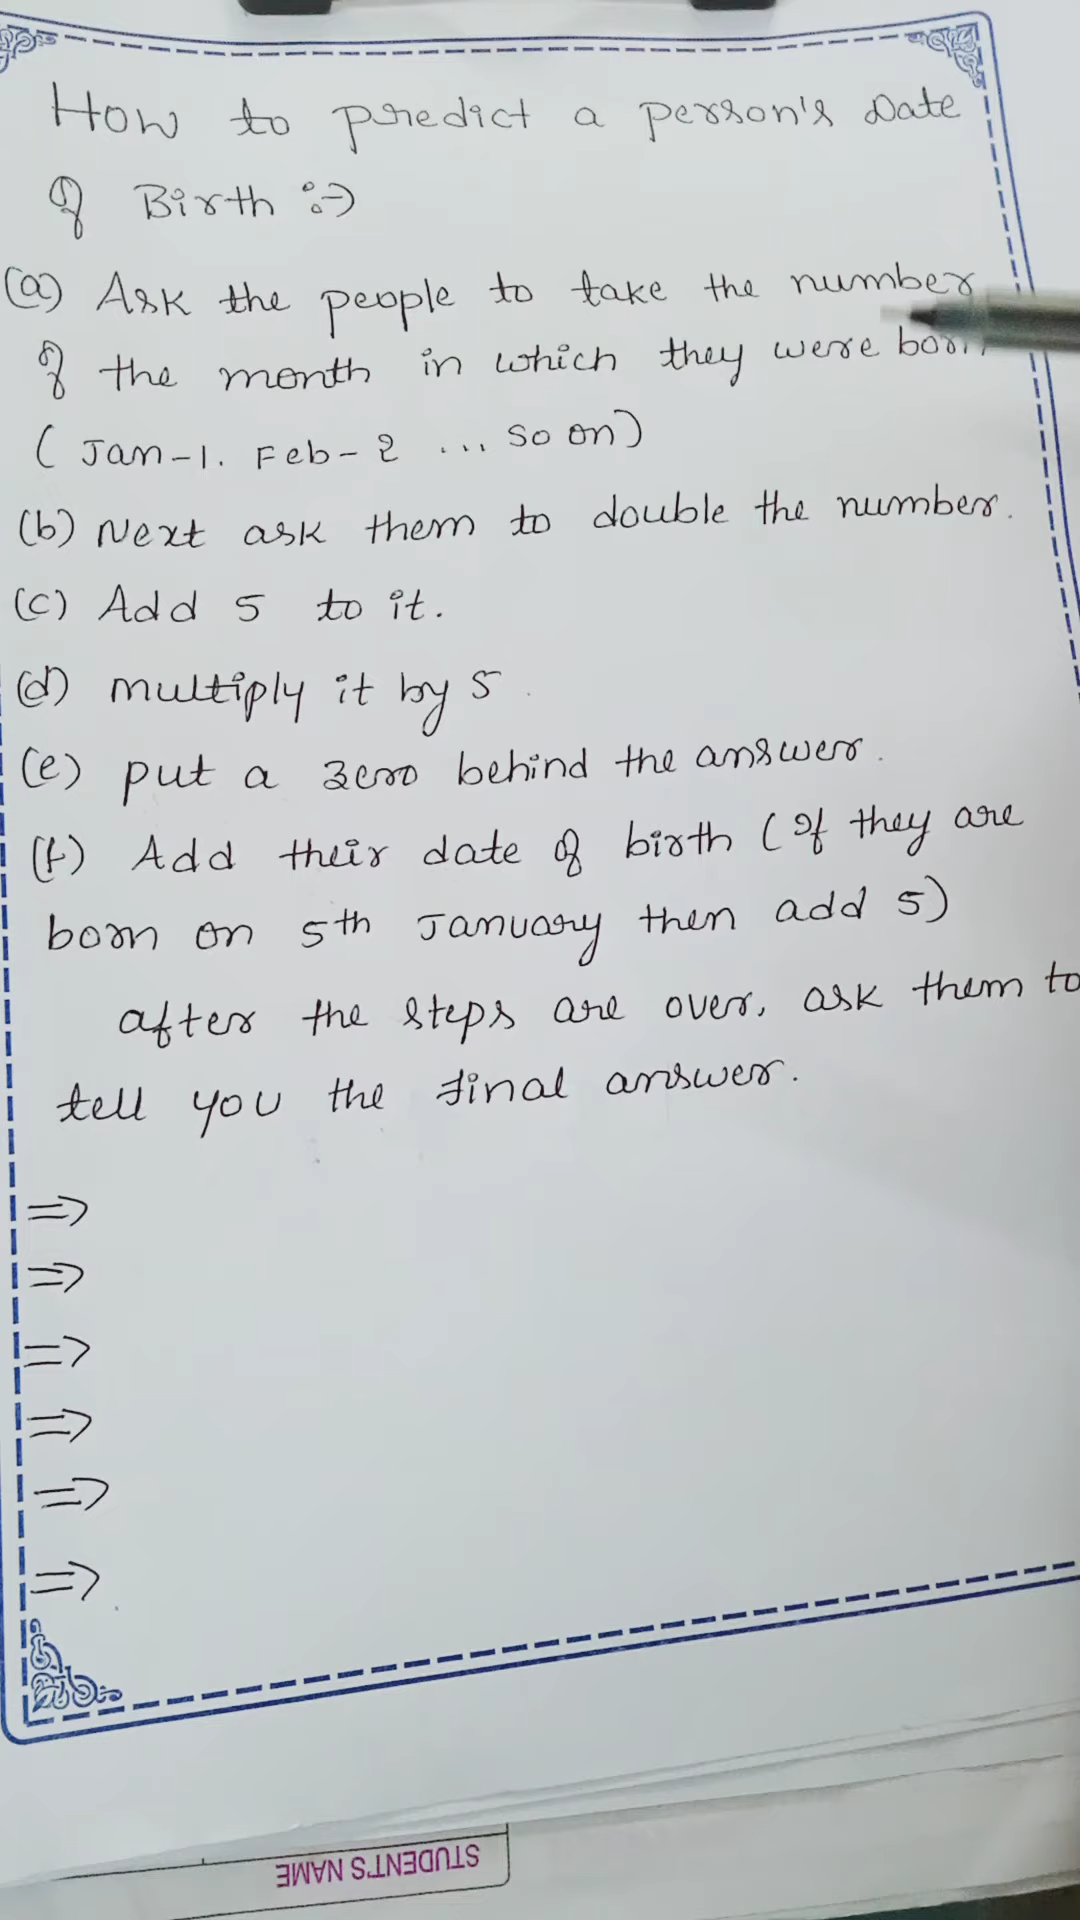 How to predict a person's Date
of Birth :-)
(a) Ask the people to take the number
of the month in which they were born
( Jan-1. Feb-2 ... so on)
(b) Next ask them to double the number.
(c) Add 5 to it.
(d) multiply it by 5
(e) put a zero behind the answer.
(f) Add their date of birth (If they are
born on 5th January then add 5)
after the steps are over, ask them to
tell you the final answer.
⇒
⇒
⇒
⇒
⇒
⇒
STUDENT'S NAME